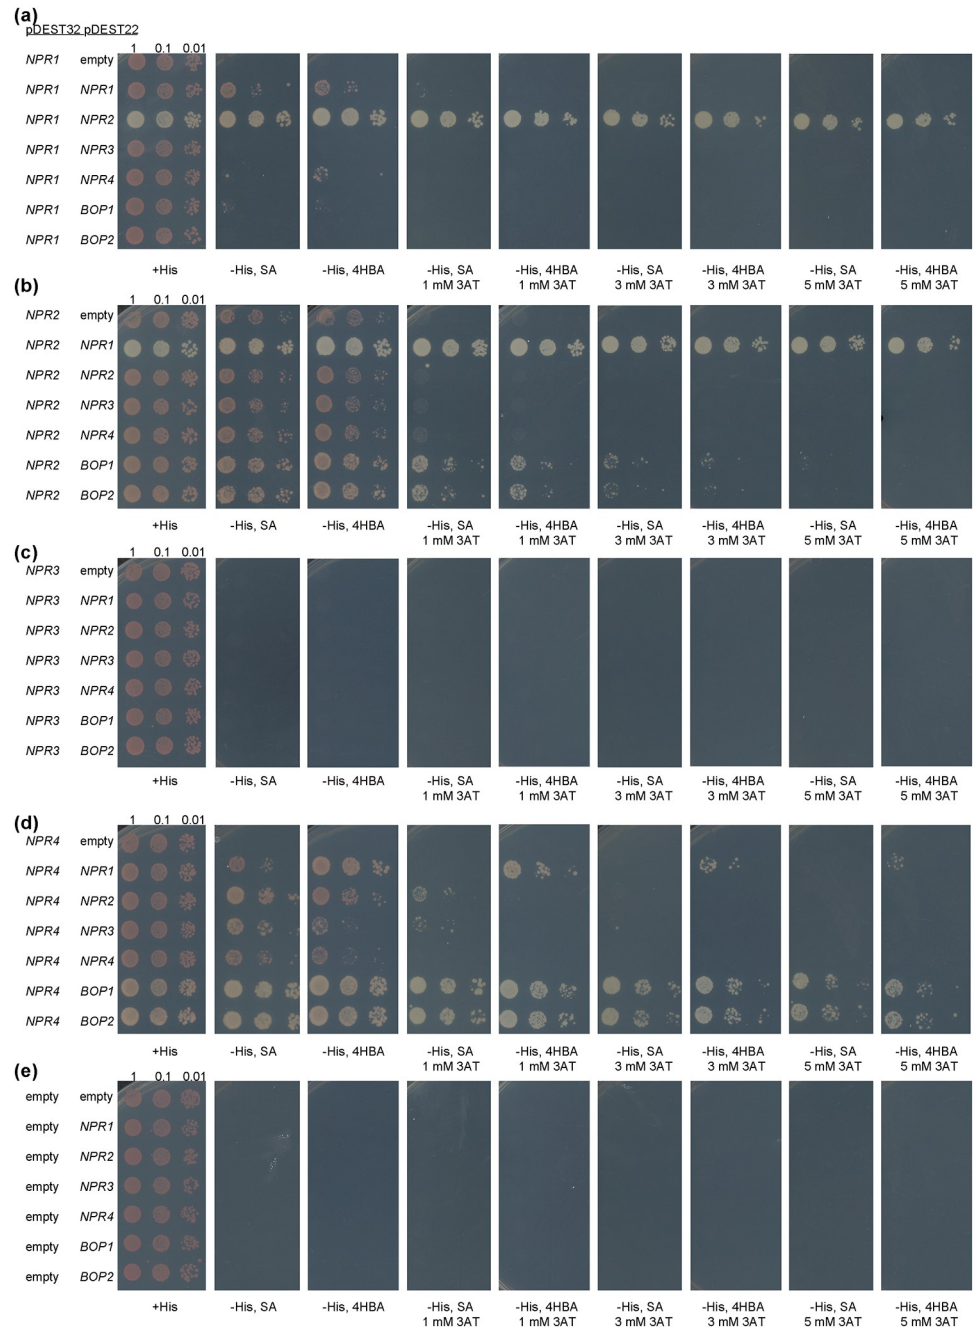 (a)
pDEST32 pDEST22
1 0.1 0.01
NPR1 empty
NPR1 NPR1
NPR1 NPR2
NPR1 NPR3
NPR1 NPR4
NPR1 BOP1
NPR1 BOP2
+His -His, SA -His, 4HBA -His, SA -His, 4HBA -His, SA -His, 4HBA -His, SA -His, 4HBA
1 mM 3AT 1 mM 3AT 3 mM 3AT 3 mM 3AT 5 mM 3AT 5 mM 3AT
(b)
1 0.1 0.01
NPR2 empty
NPR2 NPR1
NPR2 NPR2
NPR2 NPR3
NPR2 NPR4
NPR2 BOP1
NPR2 BOP2
+His -His, SA -His, 4HBA -His, SA -His, 4HBA -His, SA -His, 4HBA -His, SA -His, 4HBA
1 mM 3AT 1 mM 3AT 3 mM 3AT 3 mM 3AT 5 mM 3AT 5 mM 3AT
(c)
1 0.1 0.01
NPR3 empty
NPR3 NPR1
NPR3 NPR2
NPR3 NPR3
NPR3 NPR4
NPR3 BOP1
NPR3 BOP2
+His -His, SA -His, 4HBA -His, SA -His, 4HBA -His, SA -His, 4HBA -His, SA -His, 4HBA
1 mM 3AT 1 mM 3AT 3 mM 3AT 3 mM 3AT 5 mM 3AT 5 mM 3AT
(d)
1 0.1 0.01
NPR4 empty
NPR4 NPR1
NPR4 NPR2
NPR4 NPR3
NPR4 NPR4
NPR4 BOP1
NPR4 BOP2
+His -His, SA -His, 4HBA -His, SA -His, 4HBA -His, SA -His, 4HBA -His, SA -His, 4HBA
1 mM 3AT 1 mM 3AT 3 mM 3AT 3 mM 3AT 5 mM 3AT 5 mM 3AT
(e)
1 0.1 0.01
empty empty
empty NPR1
empty NPR2
empty NPR3
empty NPR4
empty BOP1
empty BOP2
+His -His, SA -His, 4HBA -His, SA -His, 4HBA -His, SA -His, 4HBA -His, SA -His, 4HBA
1 mM 3AT 1 mM 3AT 3 mM 3AT 3 mM 3AT 5 mM 3AT 5 mM 3AT